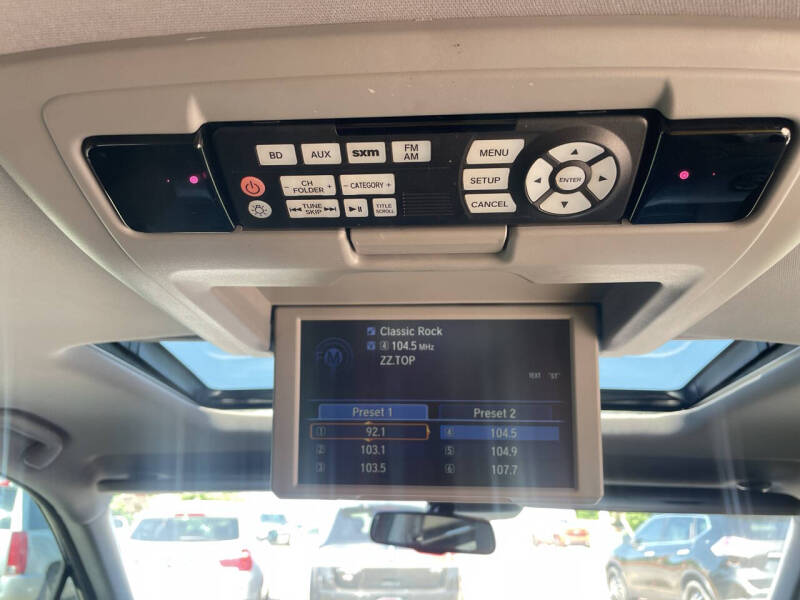 BD AUX sxm FM AM
MENU
− CH FOLDER + − CATEGORY +
SETUP ENTER
TUNE SKIP TITLE SCROLL
CANCEL
Classic Rock
4 104.5 MHz
ZZ.TOP
FM
TEXT "ST"
Preset 1 Preset 2
1 92.1 4 104.5
2 103.1 5 104.9
3 103.5 6 107.7